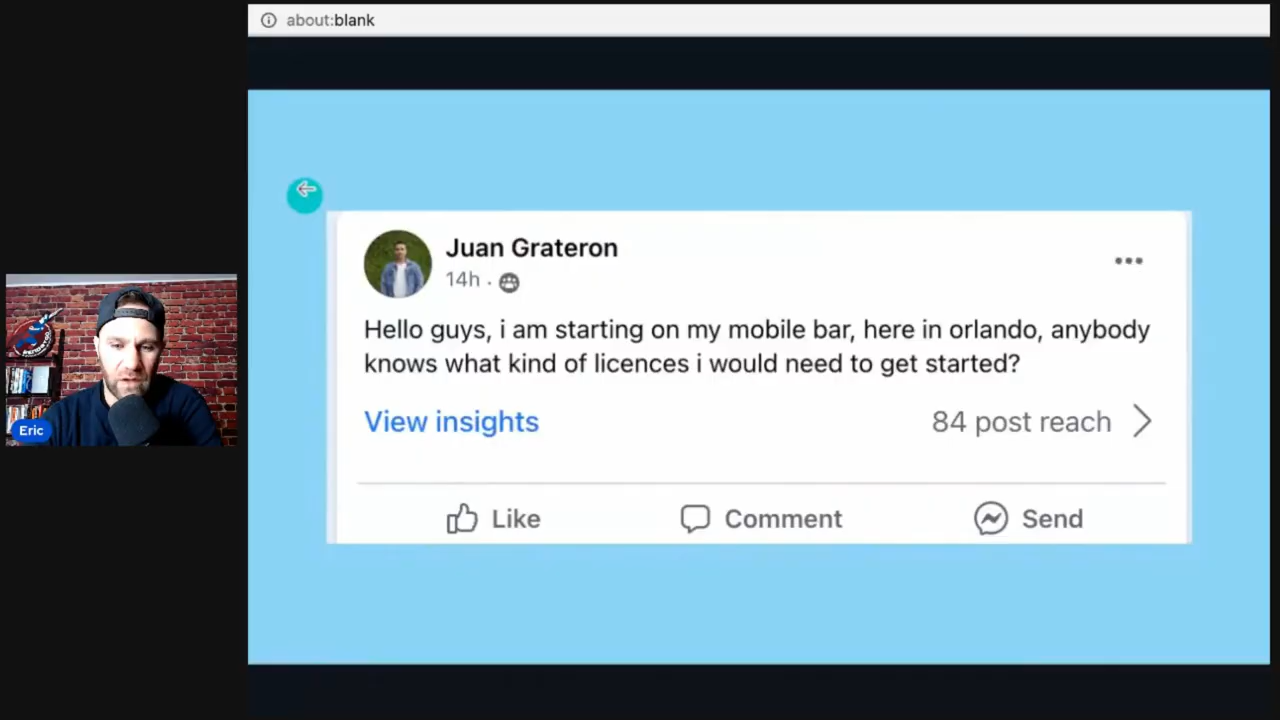 about:blank
Juan Grateron
14h ·
Hello guys, i am starting on my mobile bar, here in orlando, anybody
knows what kind of licences i would need to get started?
View insights
84 post reach
Like
Comment
Send
Eric